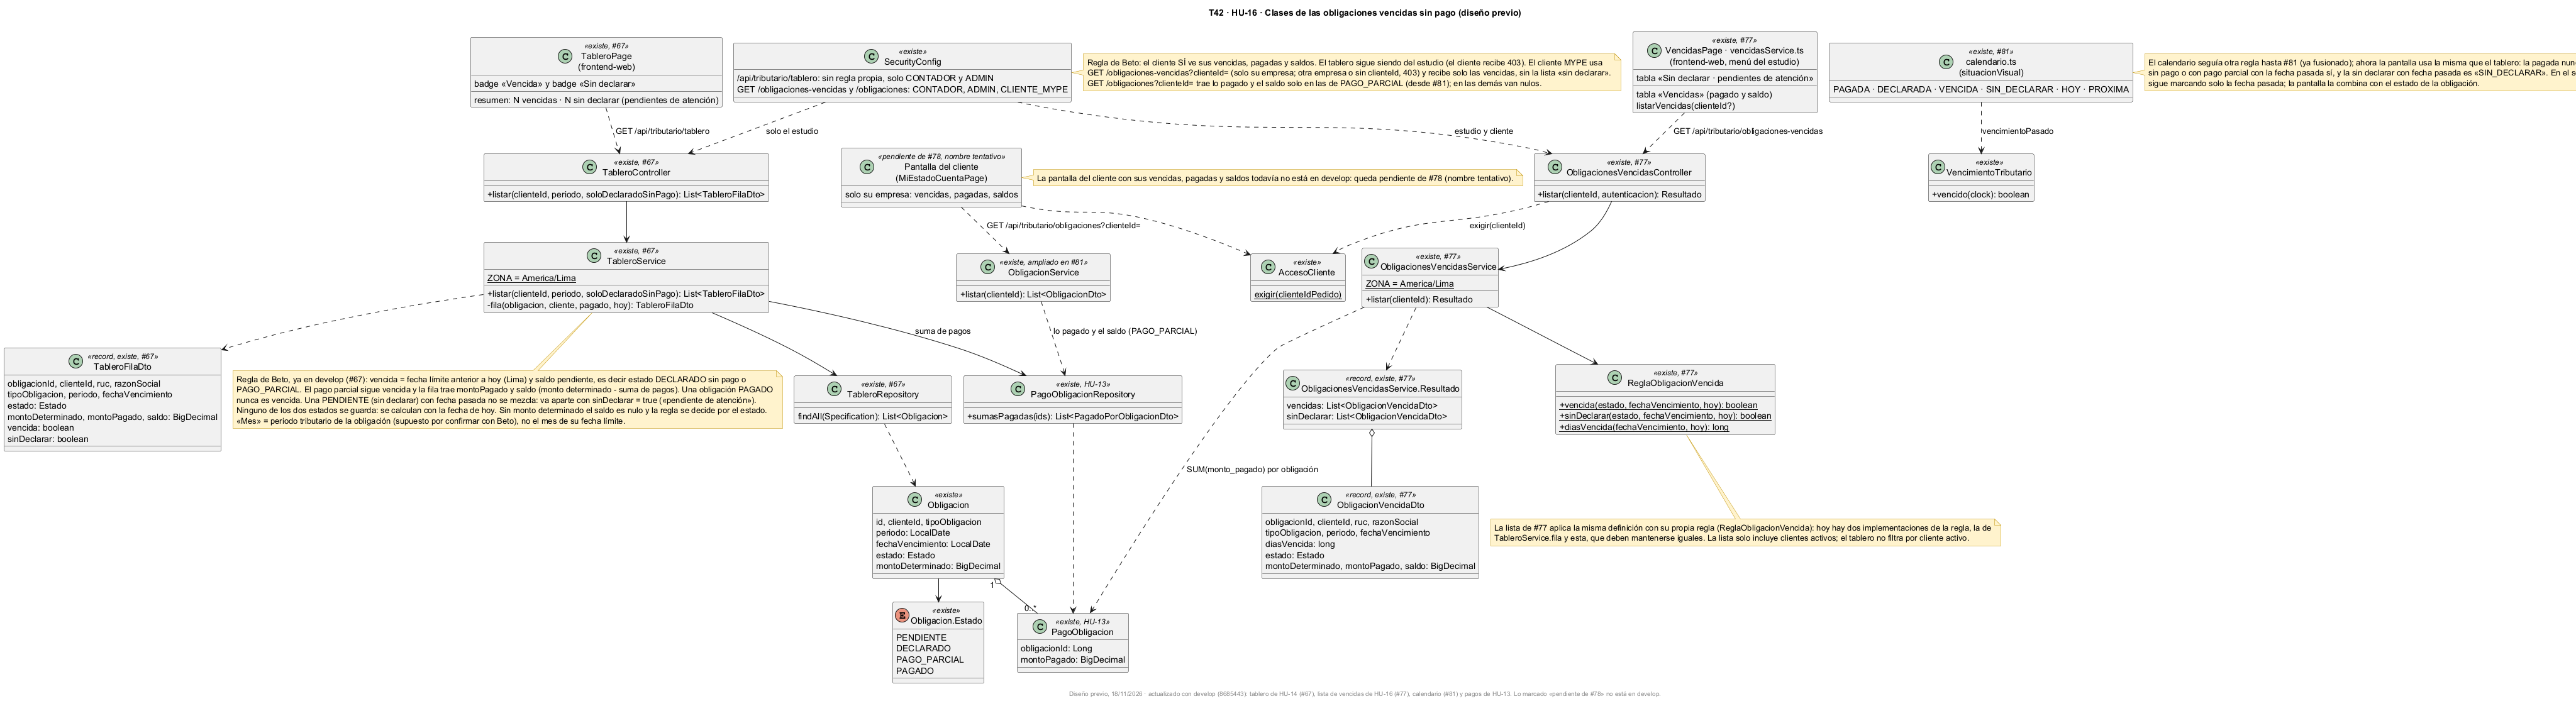 T42 · HU-16 · Clases de las obligaciones vencidas sin pago (diseño previo)
«existe, #67»
TableroPage
(frontend-web)
badge «Vencida» y badge «Sin declarar»
resumen: N vencidas · N sin declarar (pendientes de atención)
«existe»
SecurityConfig
/api/tributario/tablero: sin regla propia, solo CONTADOR y ADMIN
GET /obligaciones-vencidas y /obligaciones: CONTADOR, ADMIN, CLIENTE_MYPE
Regla de Beto: el cliente SÍ ve sus vencidas, pagadas y saldos. El tablero sigue siendo del estudio (el cliente recibe 403). El cliente MYPE usa
GET /obligaciones-vencidas?clienteId= (solo su empresa; otra empresa o sin clienteId, 403) y recibe solo las vencidas, sin la lista «sin declarar».
GET /obligaciones?clienteId= trae lo pagado y el saldo solo en las de PAGO_PARCIAL (desde #81); en las demás van nulos.
«existe, #77»
VencidasPage · vencidasService.ts
(frontend-web, menú del estudio)
tabla «Sin declarar · pendientes de atención»
tabla «Vencidas» (pagado y saldo)
listarVencidas(clienteId?)
«existe, #81»
calendario.ts
(situacionVisual)
PAGADA · DECLARADA · VENCIDA · SIN_DECLARAR · HOY · PROXIMA
El calendario seguía otra regla hasta #81 (ya fusionado); ahora la pantalla usa la misma que el tablero: la pagada nun
sin pago o con pago parcial con la fecha pasada sí, y la sin declarar con fecha pasada es «SIN_DECLARAR». En el s
sigue marcando solo la fecha pasada; la pantalla la combina con el estado de la obligación.
GET /api/tributario/tablero
solo el estudio
estudio y cliente
GET /api/tributario/obligaciones-vencidas
vencimientoPasado
«existe, #67»
TableroController
+listar(clienteId, periodo, soloDeclaradoSinPago): List<TableroFilaDto>
«pendiente de #78, nombre tentativo»
Pantalla del cliente
(MiEstadoCuentaPage)
solo su empresa: vencidas, pagadas, saldos
La pantalla del cliente con sus vencidas, pagadas y saldos todavía no está en develop: queda pendiente de #78 (nombre tentativo).
«existe, #77»
ObligacionesVencidasController
+listar(clienteId, autenticacion): Resultado
«existe»
VencimientoTributario
+vencido(clock): boolean
GET /api/tributario/obligaciones?clienteId=
exigir(clienteId)
«existe, #67»
TableroService
ZONA = America/Lima
+listar(clienteId, periodo, soloDeclaradoSinPago): List<TableroFilaDto>
-fila(obligacion, cliente, pagado, hoy): TableroFilaDto
«existe, ampliado en #81»
ObligacionService
+listar(clienteId): List<ObligacionDto>
«existe»
AccesoCliente
exigir(clienteIdPedido)
«existe, #77»
ObligacionesVencidasService
ZONA = America/Lima
+listar(clienteId): Resultado
suma de pagos
lo pagado y el saldo (PAGO_PARCIAL)
«record, existe, #67»
TableroFilaDto
obligacionId, clienteId, ruc, razonSocial
tipoObligacion, periodo, fechaVencimiento
estado: Estado
montoDeterminado, montoPagado, saldo: BigDecimal
vencida: boolean
sinDeclarar: boolean
Regla de Beto, ya en develop (#67): vencida = fecha límite anterior a hoy (Lima) y saldo pendiente, es decir estado DECLARADO sin pago o
PAGO_PARCIAL. El pago parcial sigue vencida y la fila trae montoPagado y saldo (monto determinado - suma de pagos). Una obligación PAGADO
nunca es vencida. Una PENDIENTE (sin declarar) con fecha pasada no se mezcla: va aparte con sinDeclarar = true («pendiente de atención»).
Ninguno de los dos estados se guarda: se calculan con la fecha de hoy. Sin monto determinado el saldo es nulo y la regla se decide por el estado.
«Mes» = periodo tributario de la obligación (supuesto por confirmar con Beto), no el mes de su fecha límite.
«existe, #67»
TableroRepository
findAll(Specification): List<Obligacion>
«existe, HU-13»
PagoObligacionRepository
+sumasPagadas(ids): List<PagadoPorObligacionDto>
«record, existe, #77»
ObligacionesVencidasService.Resultado
vencidas: List<ObligacionVencidaDto>
sinDeclarar: List<ObligacionVencidaDto>
«existe, #77»
ReglaObligacionVencida
+vencida(estado, fechaVencimiento, hoy): boolean
+sinDeclarar(estado, fechaVencimiento, hoy): boolean
+diasVencida(fechaVencimiento, hoy): long
SUM(monto_pagado) por obligación
«existe»
Obligacion
id, clienteId, tipoObligacion
periodo: LocalDate
fechaVencimiento: LocalDate
estado: Estado
montoDeterminado: BigDecimal
«record, existe, #77»
ObligacionVencidaDto
obligacionId, clienteId, ruc, razonSocial
tipoObligacion, periodo, fechaVencimiento
diasVencida: long
estado: Estado
montoDeterminado, montoPagado, saldo: BigDecimal
La lista de #77 aplica la misma definición con su propia regla (ReglaObligacionVencida): hoy hay dos implementaciones de la regla, la de
TableroService.fila y esta, que deben mantenerse iguales. La lista solo incluye clientes activos; el tablero no filtra por cliente activo.
1
0..*
«existe»
Obligacion.Estado
PENDIENTE
DECLARADO
PAGO_PARCIAL
PAGADO
«existe, HU-13»
PagoObligacion
obligacionId: Long
montoPagado: BigDecimal
Diseño previo, 18/11/2026 · actualizado con develop (8685443): tablero de HU-14 (#67), lista de vencidas de HU-16 (#77), calendario (#81) y pagos de HU-13. Lo marcado «pendiente de #78» no está en develop.